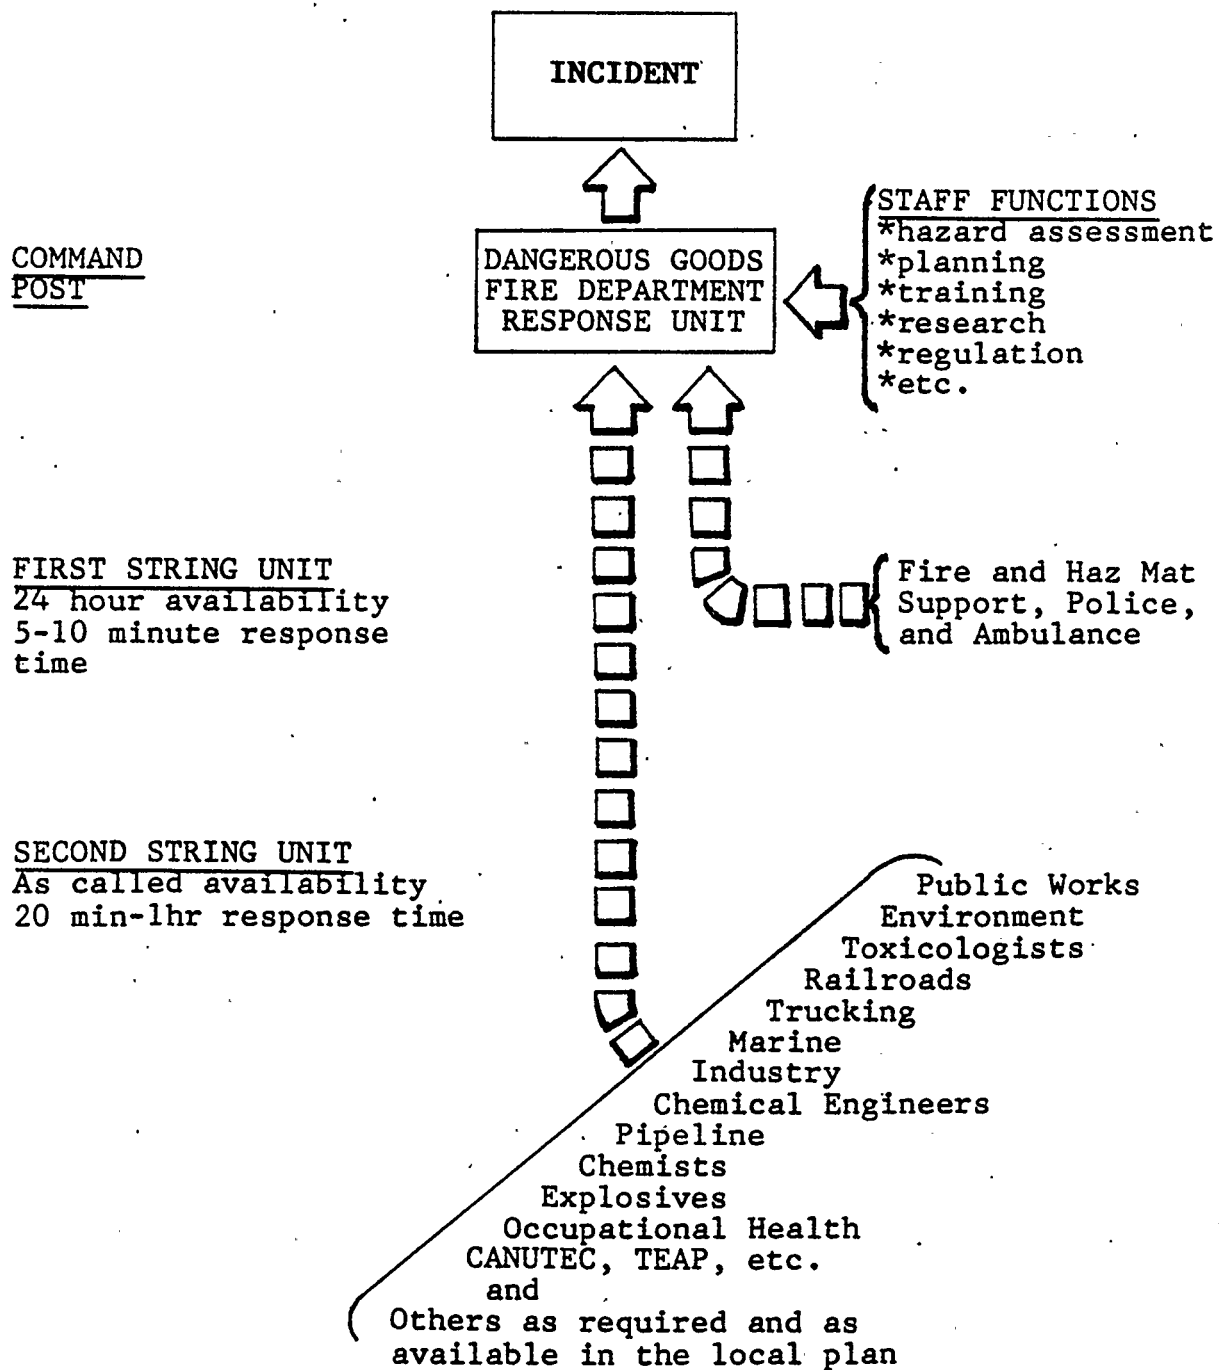 INCIDENT
COMMAND
POST
DANGEROUS GOODS
FIRE DEPARTMENT
RESPONSE UNIT
STAFF FUNCTIONS
*hazard assessment
*planning
*training
*research
*regulation
*etc.
FIRST STRING UNIT
24 hour availability
5-10 minute response
time
Fire and Haz Mat
Support, Police,
and Ambulance
SECOND STRING UNIT
As called availability
20 min-1hr response time
Public Works
Environment
Toxicologists
Railroads
Trucking
Marine
Industry
Chemical Engineers
Pipeline
Chemists
Explosives
Occupational Health
CANUTEC, TEAP, etc.
and
Others as required and as
available in the local plan